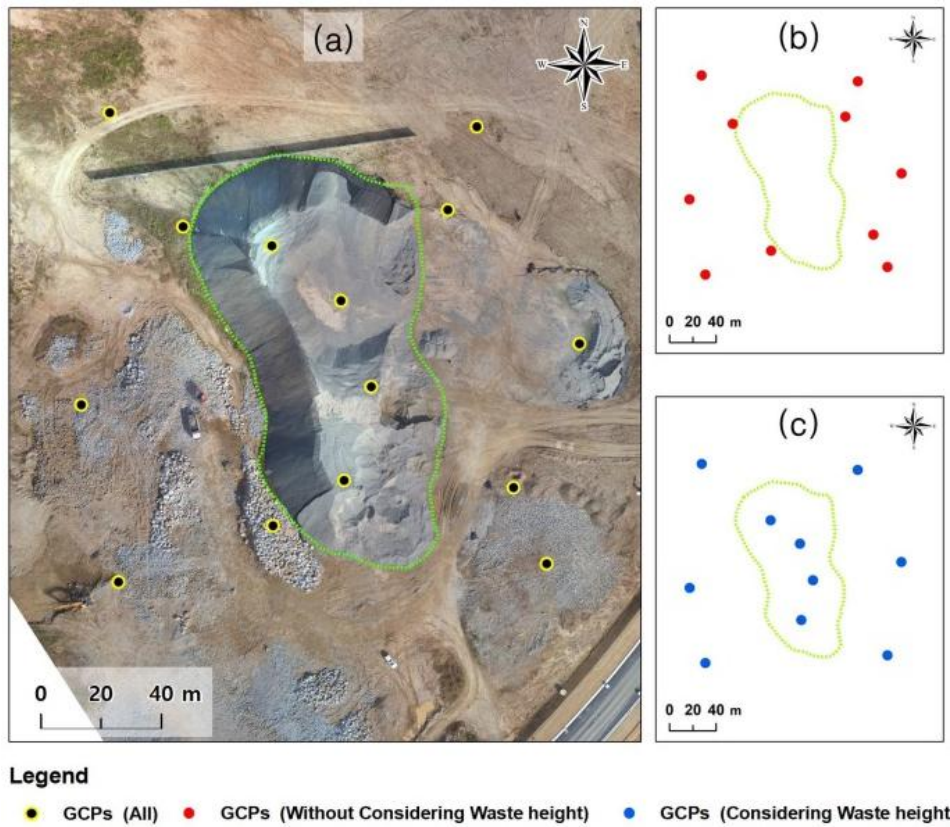 (a)
N
W E
S
0 20 40 m
(b)
0 20 40 m
(c)
0 20 40 m
Legend
GCPs (All) GCPs (Without Considering Waste height) GCPs (Considering Waste height